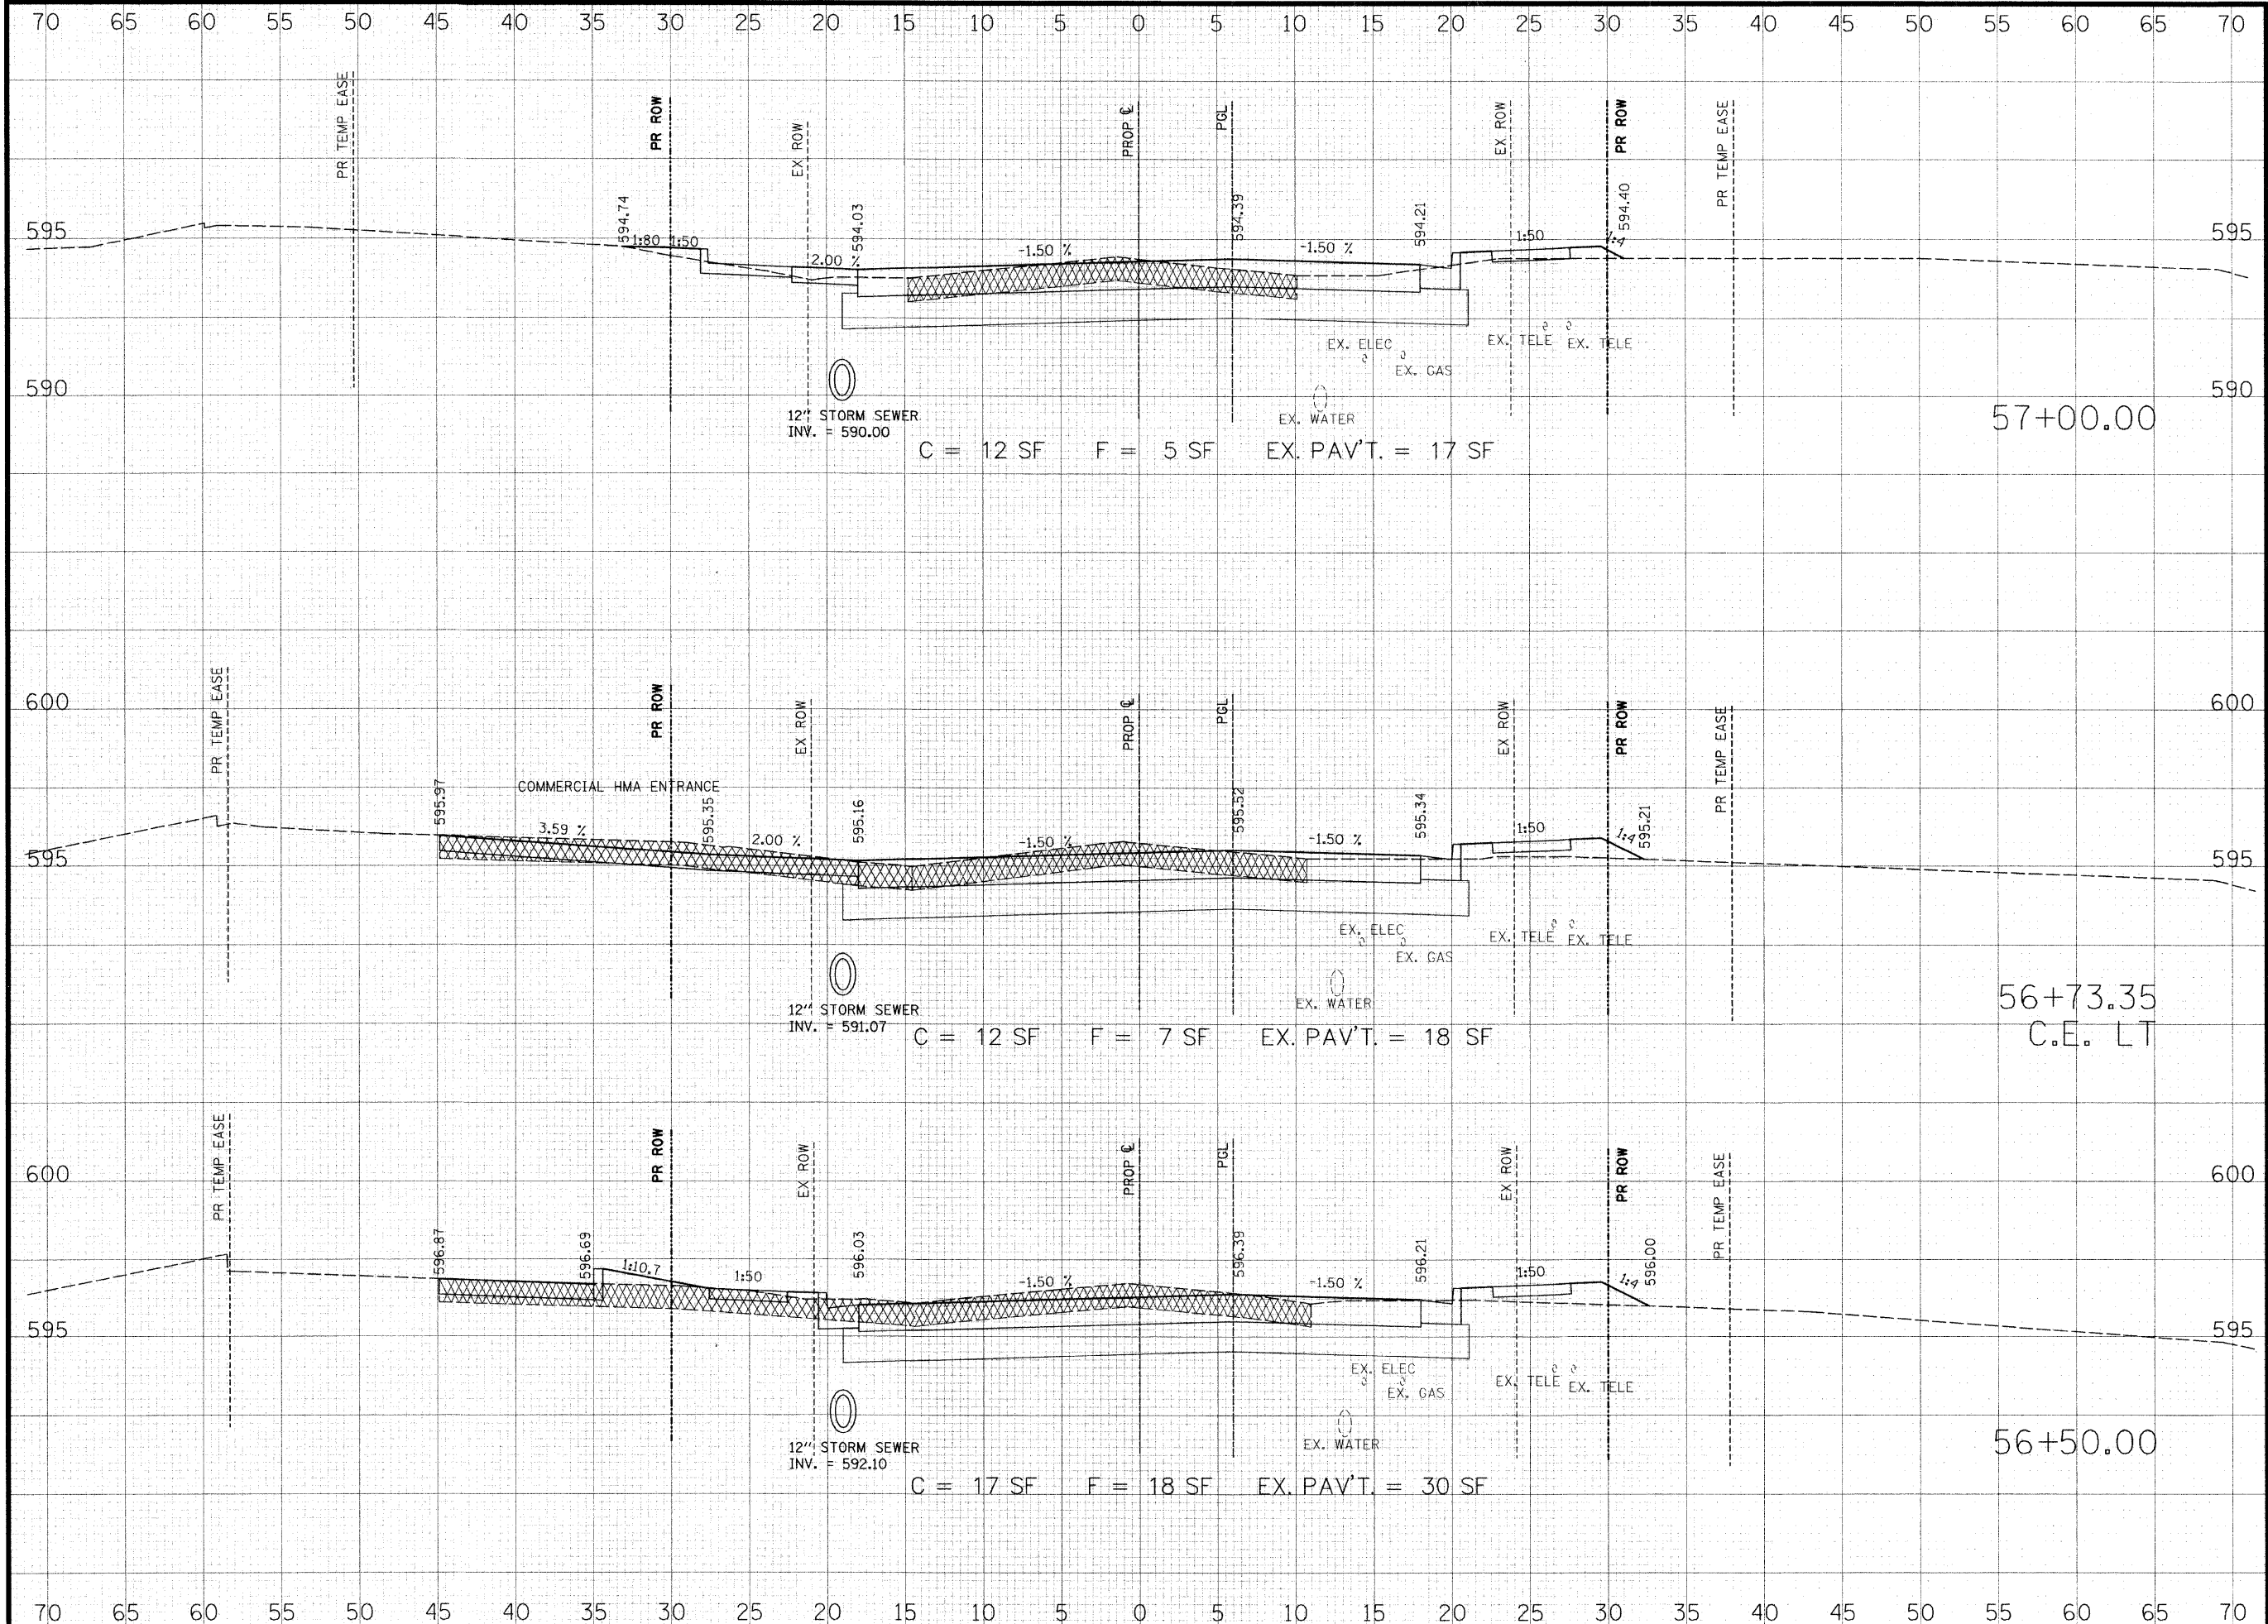 70 65 60 55 50 45 40 35 30 25 20 15 10 5 0 5 10 15 20 25 30 35 40 45 50 55 60 65 70
PR TEMP EASE
PR ROW
EX ROW
PROP ℄
PGL
EX ROW
PR ROW
PR TEMP EASE
595
594.74
1:80
1:50
594.03
2.00 %
-1.50 %
594.39
-1.50 %
594.21
1:50
1:4
594.40
595
590
EX. ELEC
EX. GAS
EX. TELE
EX. TELE
590
12" STORM SEWER
INV. = 590.00
EX. WATER
57+00.00
C = 12 SF F = 5 SF EX. PAV'T. = 17 SF
PR TEMP EASE
PR ROW
EX ROW
PROP ℄
PGL
EX ROW
PR ROW
PR TEMP EASE
600
600
COMMERCIAL HMA ENTRANCE
595.97
3.59 %
595.35
2.00 %
595.16
-1.50 %
595.52
-1.50 %
595.34
1:50
1:4
595.21
595
595
EX. ELEC
EX. GAS
EX. TELE
EX. TELE
12" STORM SEWER
INV. = 591.07
EX. WATER
56+73.35
C.E. LT
C = 12 SF F = 7 SF EX. PAV'T. = 18 SF
PR TEMP EASE
PR ROW
EX ROW
PROP ℄
PGL
EX ROW
PR ROW
PR TEMP EASE
600
600
596.87
596.69
1:10.7
1:50
596.03
-1.50 %
596.39
-1.50 %
596.21
1:50
1:4
596.00
595
595
EX. ELEC
EX. GAS
EX. TELE
EX. TELE
12" STORM SEWER
INV. = 592.10
EX. WATER
56+50.00
C = 17 SF F = 18 SF EX. PAV'T. = 30 SF
70 65 60 55 50 45 40 35 30 25 20 15 10 5 0 5 10 15 20 25 30 35 40 45 50 55 60 65 70